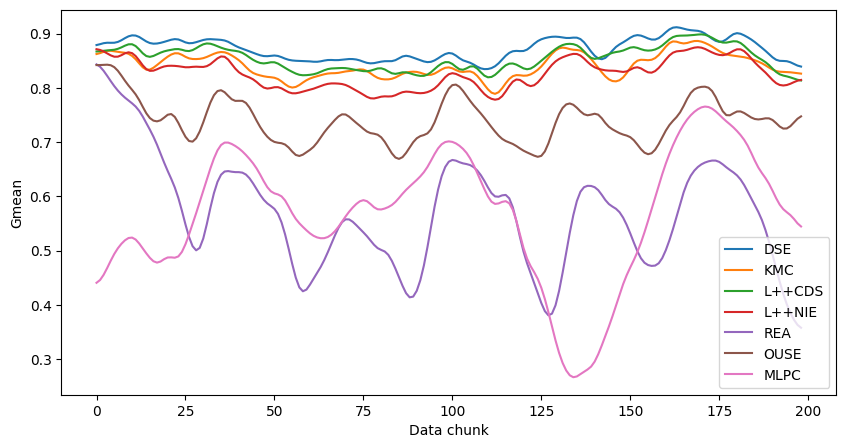 Gmean
0.9
0.8
0.7
0.6
0.5
0.4
0.3
0
25
50
75
100
125
150
175
200
Data chunk
DSE
KMC
L++CDS
L++NIE
REA
OUSE
MLPC